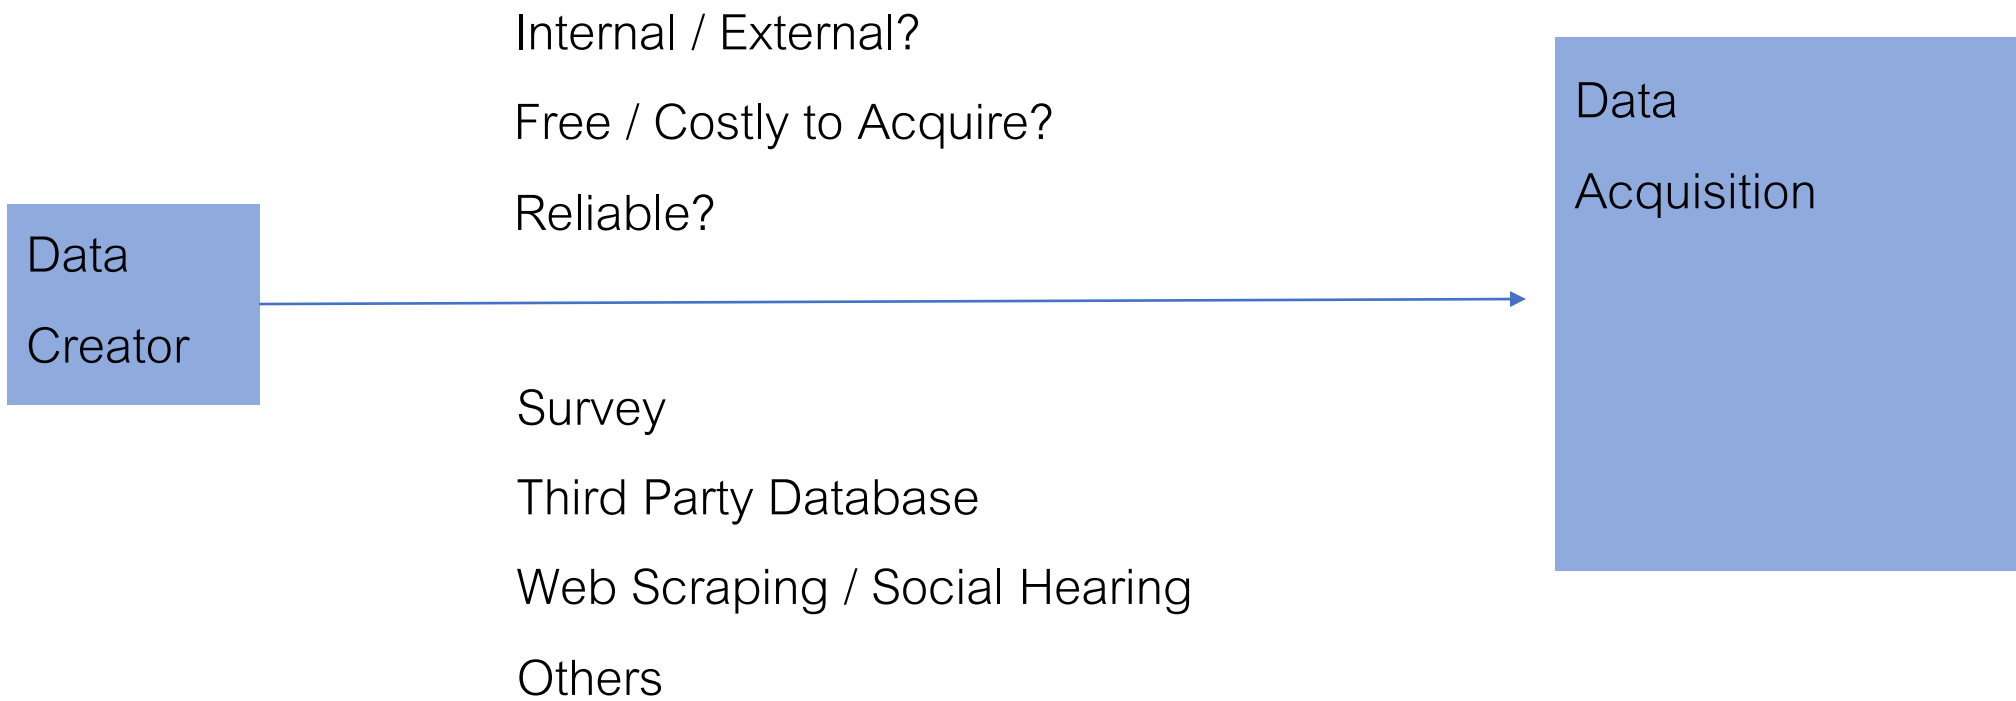 Internal / External?
Free / Costly to Acquire?
Reliable?
Data
Creator
Survey
Third Party Database
Web Scraping / Social Hearing
Others
Data
Acquisition